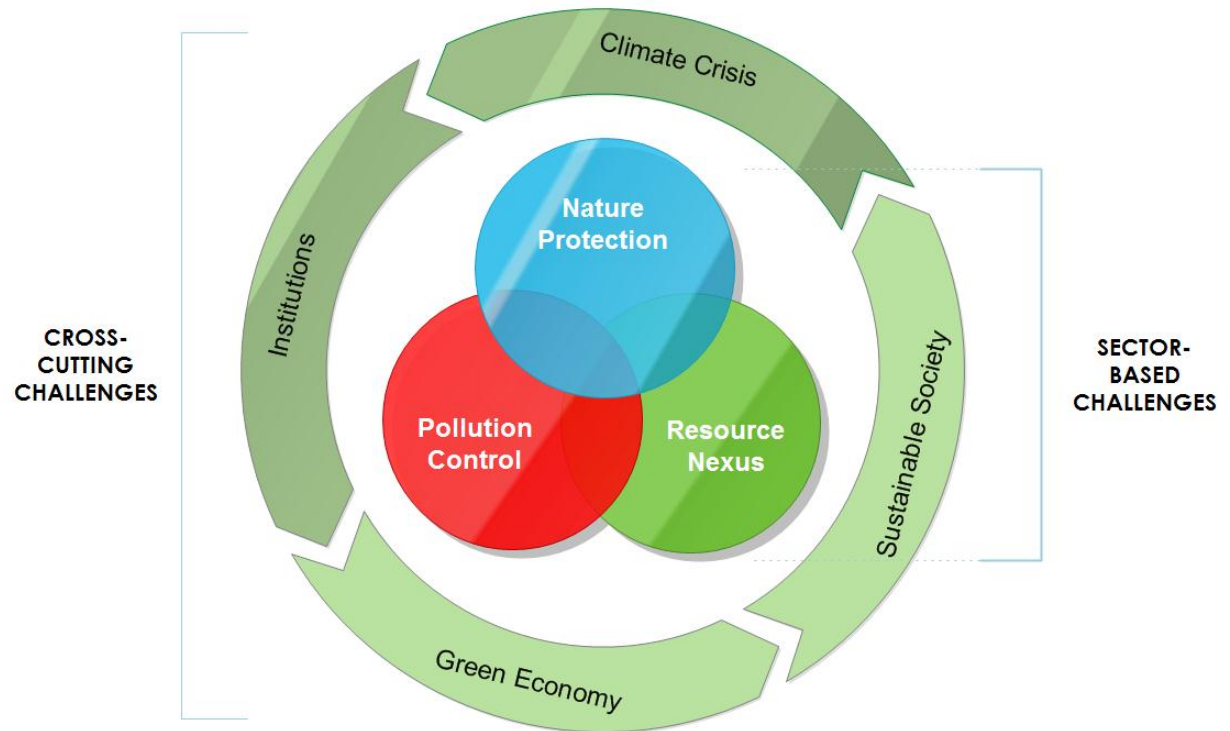 Climate Crisis
Nature
Protection
Institutions
CROSS-
CUTTING
CHALLENGES
SECTOR-
BASED
CHALLENGES
Pollution
Control
Resource
Nexus
Sustainable Society
Green Economy